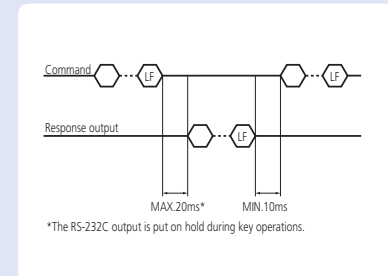 Command
LF
LF
Response output
LF
MAX.20ms*
MIN.10ms
*The RS-232C output is put on hold during key operations.